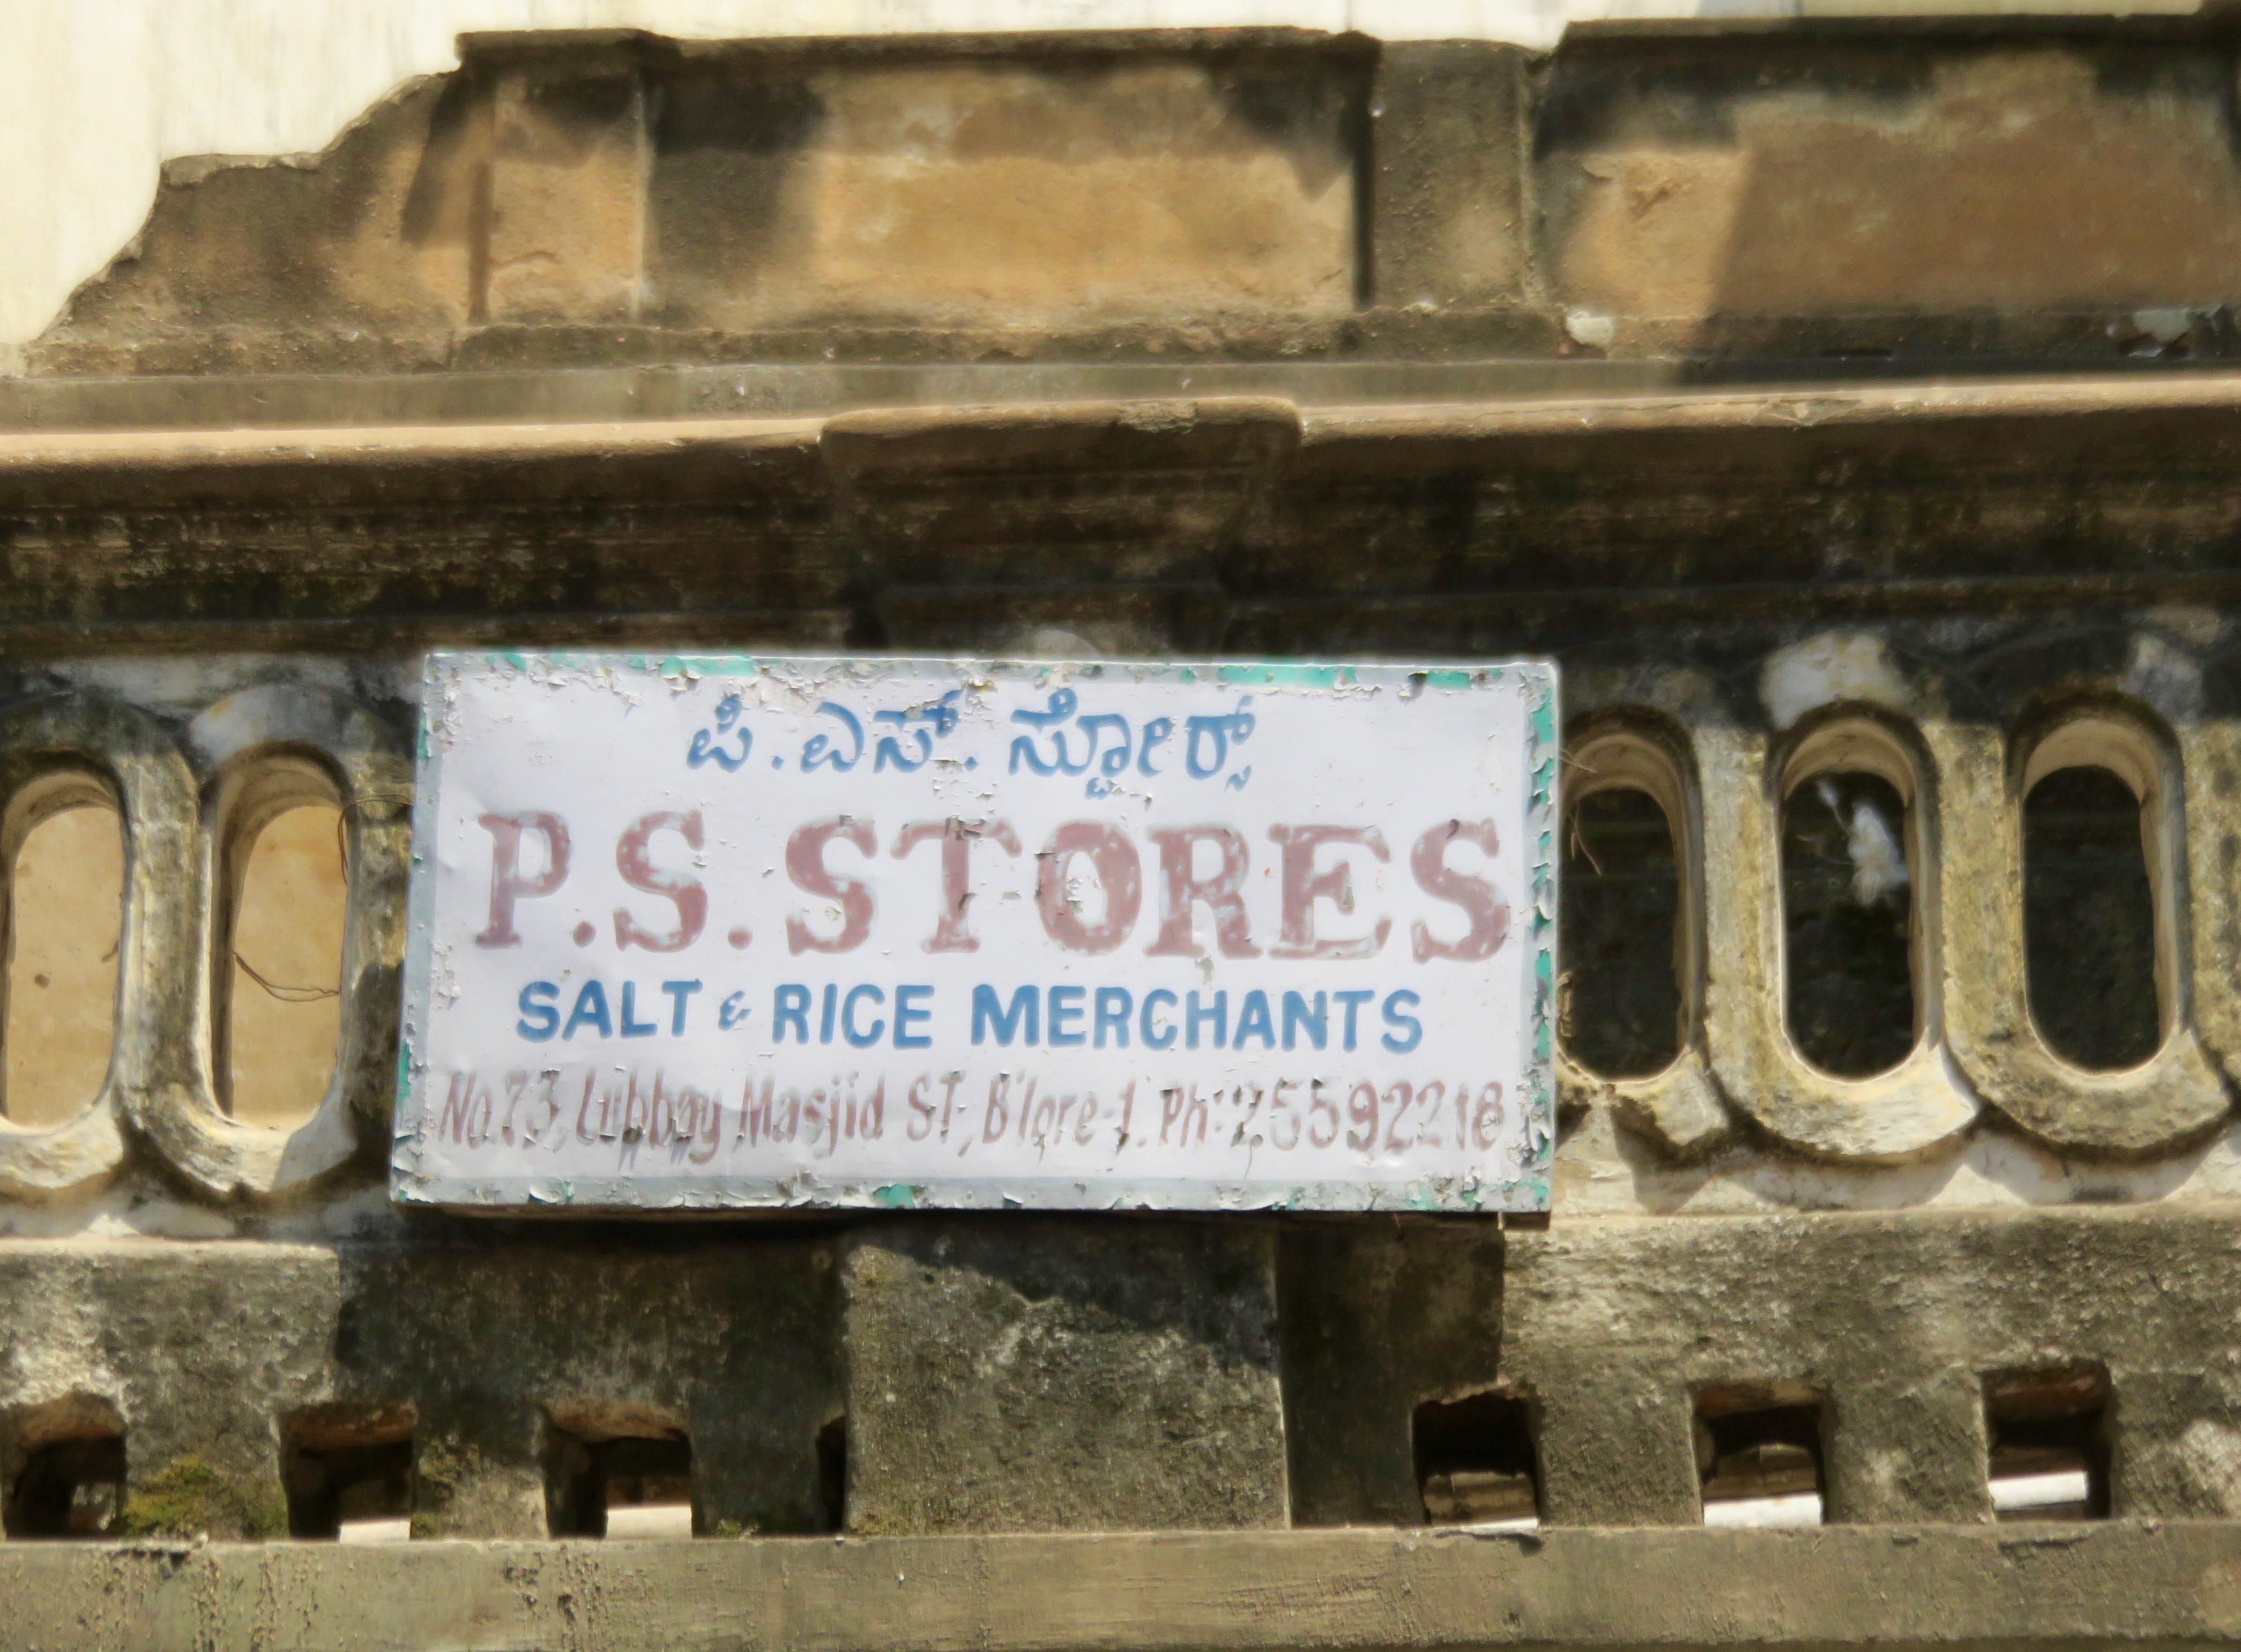 ಪಿ.ಎಸ್. ಸ್ಟೋರ್ಸ್
P.S. STORES
SALT & RICE MERCHANTS
No.73, Lubbay Masjid ST, B'lore-1. Ph: 25592218